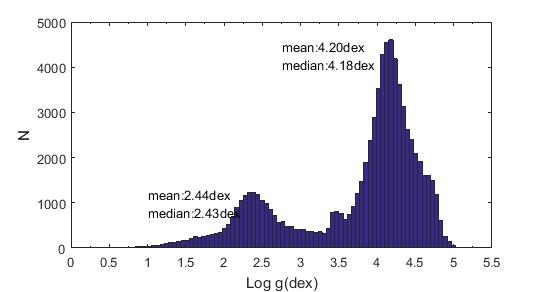 5000
4000
3000
2000
1000
0
N
mean:4.20dex
median:4.18dex
mean:2.44dex
median:2.43dex
0 0.5 1 1.5 2 2.5 3 3.5 4 4.5 5 5.5
Log g(dex)